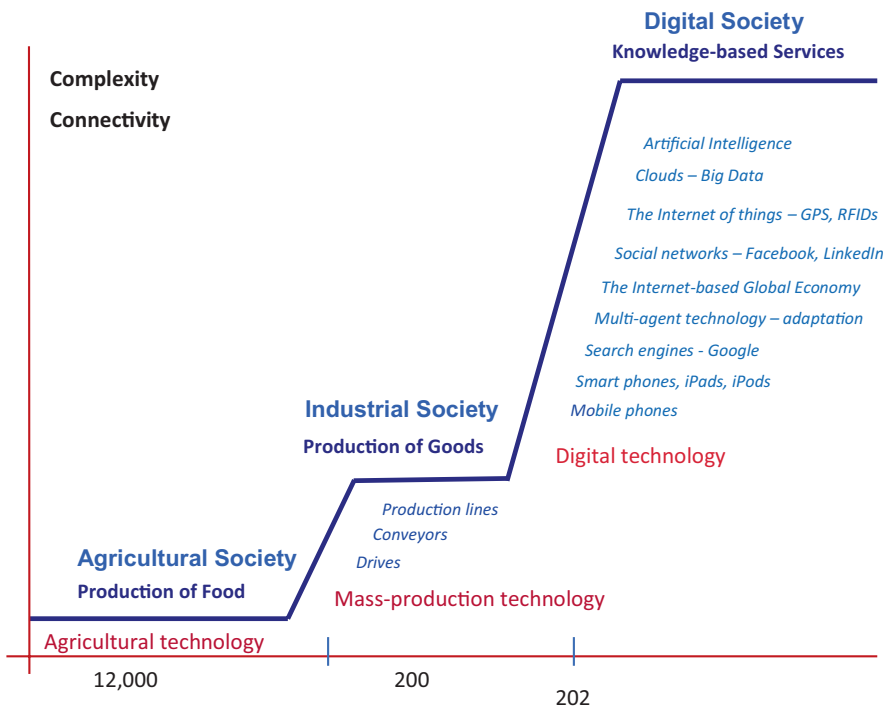 Digital Society
Knowledge-based Services
Complexity
Connectivity
Artificial Intelligence
Clouds – Big Data
The Internet of things – GPS, RFIDs
Social networks – Facebook, LinkedIn
The Internet-based Global Economy
Multi-agent technology – adaptation
Search engines - Google
Smart phones, iPads, iPods
Mobile phones
Digital technology
Industrial Society
Production of Goods
Production lines
Conveyors
Drives
Mass-production technology
Agricultural Society
Production of Food
Agricultural technology
12,000
200
202